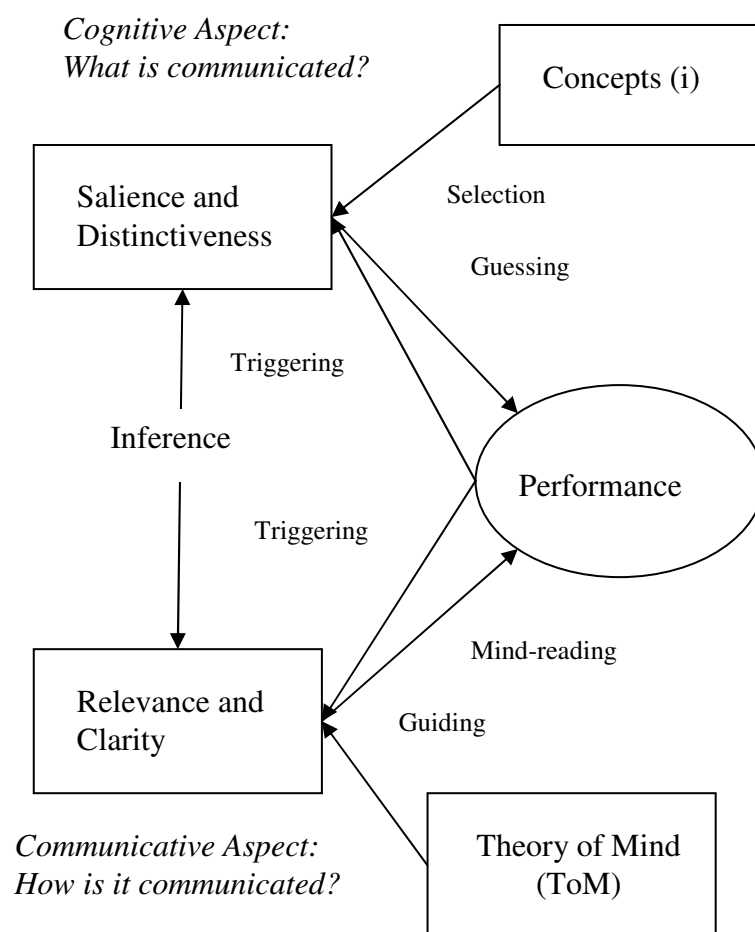 Cognitive Aspect:
What is communicated?
Concepts (i)
Salience and
Distinctiveness
Selection
Guessing
Triggering
Inference
Performance
Triggering
Mind-reading
Relevance and
Clarity
Guiding
Communicative Aspect:
How is it communicated?
Theory of Mind
(ToM)